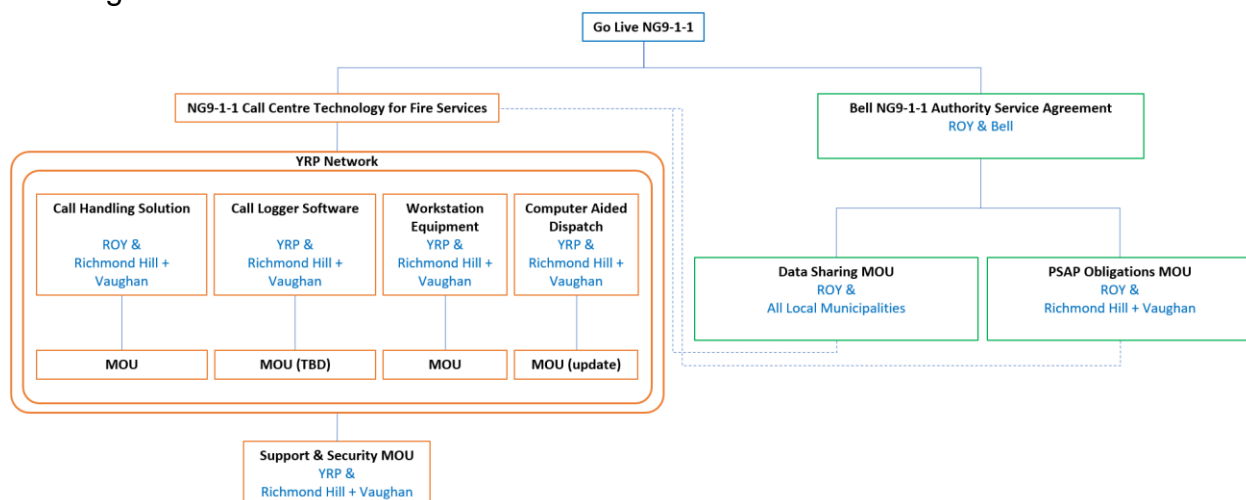 Go Live NG9-1-1
NG9-1-1 Call Centre Technology for Fire Services
Bell NG9-1-1 Authority Service Agreement
ROY & Bell
YRP Network
Call Handling Solution
ROY &
Richmond Hill +
Vaughan
Call Logger Software
YRP &
Richmond Hill +
Vaughan
Workstation
Equipment
YRP &
Richmond Hill +
Vaughan
Computer Aided
Dispatch
YRP &
Richmond Hill +
Vaughan
Data Sharing MOU
ROY &
All Local Municipalities
PSAP Obligations MOU
ROY &
Richmond Hill + Vaughan
MOU
MOU (TBD)
MOU
MOU (update)
Support & Security MOU
YRP &
Richmond Hill + Vaughan